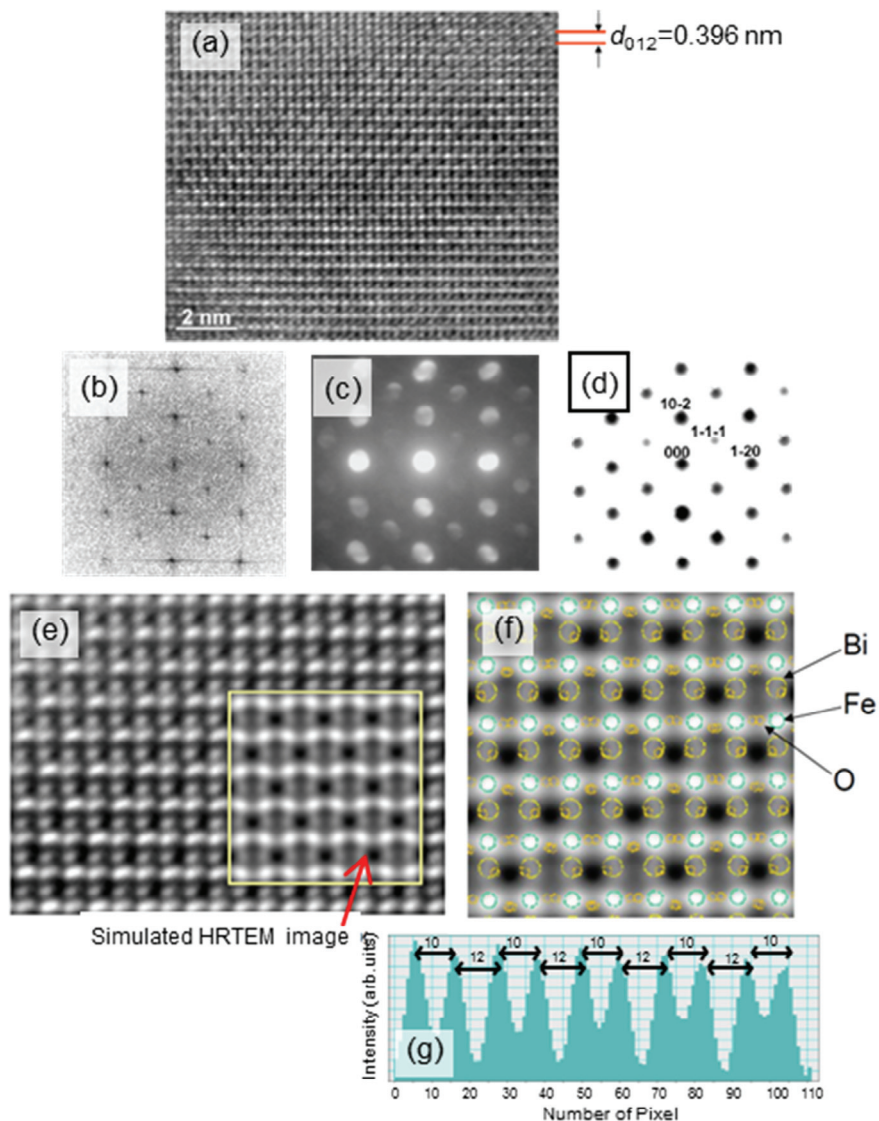 (a)
d012=0.396 nm
2 nm
(b)
(c)
(d)
10-2
1-1-1
000
1-20
(e)
(f)
Bi
Fe
O
Simulated HRTEM image
10 10 10 10 10
12 12 12 12
Intensity (arb.uits)
(g)
0 10 20 30 40 50 60 70 80 90 100 110
Number of Pixel